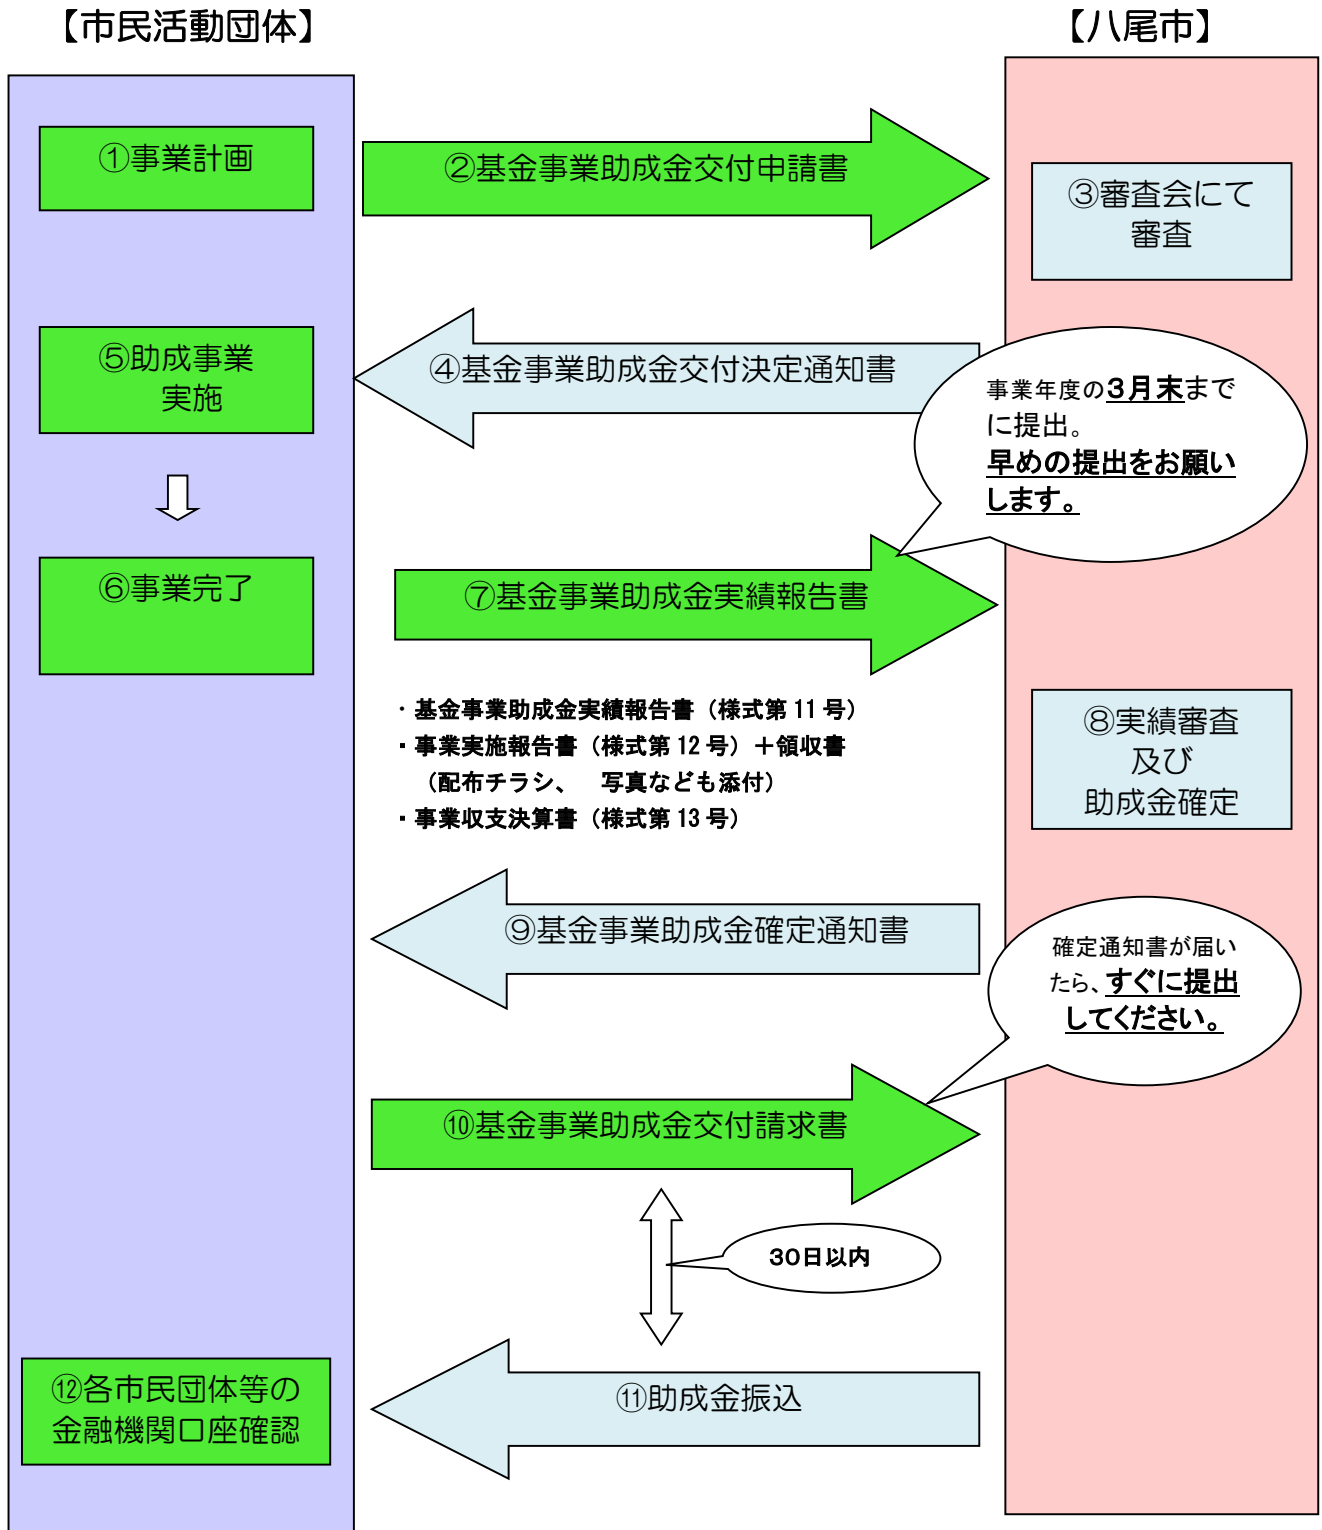 【市民活動団体】
【八尾市】
①事業計画
②基金事業助成金交付申請書
③審査会にて
審査
④基金事業助成金交付決定通知書
⑤助成事業
実施
事業年度の3月末まで
に提出。
早めの提出をお願い
します。
⑥事業完了
⑦基金事業助成金実績報告書
・基金事業助成金実績報告書（様式第11号）
・事業実施報告書（様式第12号）＋領収書
（配布チラシ、　写真なども添付）
・事業収支決算書（様式第13号）
⑧実績審査
及び
助成金確定
⑨基金事業助成金確定通知書
確定通知書が届い
たら、すぐに提出
してください。
⑩基金事業助成金交付請求書
30日以内
⑪助成金振込
⑫各市民団体等の
金融機関口座確認